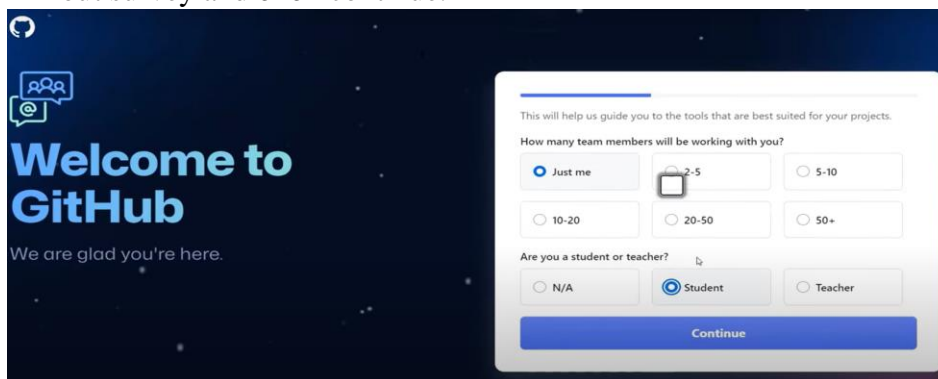 Welcome to
GitHub
We are glad you're here.
This will help us guide you to the tools that are best suited for your projects.
How many team members will be working with you?
Just me
2-5
5-10
10-20
20-50
50+
Are you a student or teacher?
N/A
Student
Teacher
Continue